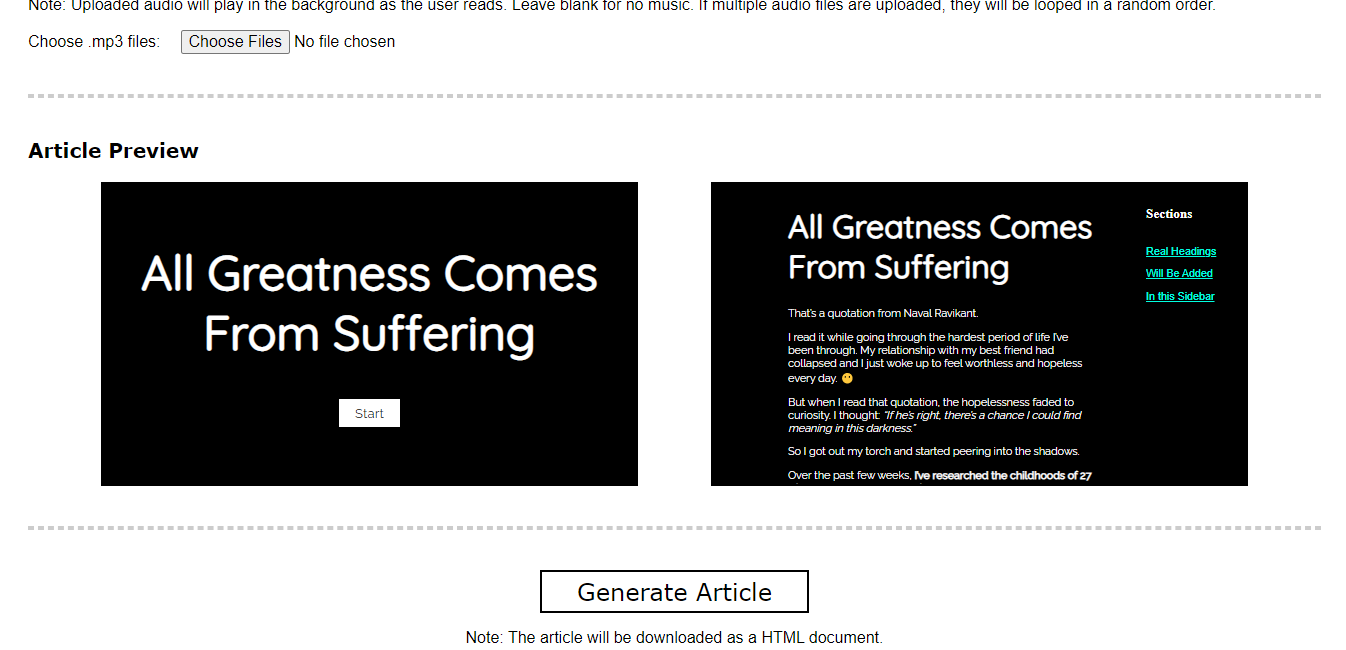 Note: Uploaded audio will play in the background as the user reads. Leave blank for no music. If multiple audio files are uploaded, they will be looped in a random order.
Choose .mp3 files: Choose Files No file chosen
Article Preview
All Greatness Comes
From Suffering
Start
All Greatness Comes
From Suffering
That's a quotation from Naval Ravikant.
I read it while going through the hardest period of life I've
been through. My relationship with my best friend had
collapsed and I just woke up to feel worthless and hopeless
every day. 😶
But when I read that quotation, the hopelessness faded to
curiosity. I thought: "If he's right, there's a chance I could find
meaning in this darkness."
So I got out my torch and started peering into the shadows.
Over the past few weeks, I've researched the childhoods of 27
Sections
Real Headings
Will Be Added
In this Sidebar
Generate Article
Note: The article will be downloaded as a HTML document.